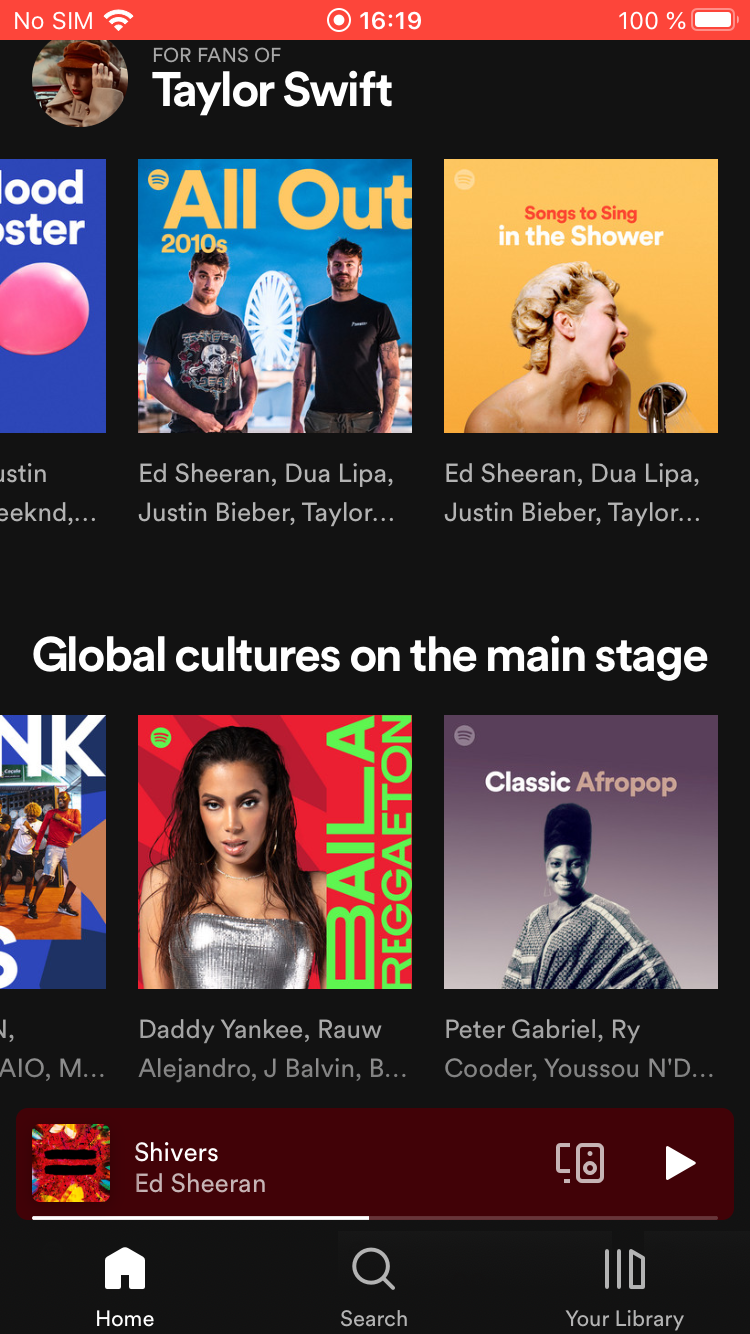 No SIM 16:19 100 %
FOR FANS OF
Taylor Swift
lood
oster
All Out
2010s
Songs to Sing
in the Shower
ustin
eeknd,...
Ed Sheeran, Dua Lipa,
Justin Bieber, Taylor...
Ed Sheeran, Dua Lipa,
Justin Bieber, Taylor...
Global cultures on the main stage
NK
S
BAILA
REGGAETON
Classic Afropop
N,
AIO, M...
Daddy Yankee, Rauw
Alejandro, J Balvin, B...
Peter Gabriel, Ry
Cooder, Youssou N'D...
Shivers
Ed Sheeran
Home
Search
Your Library